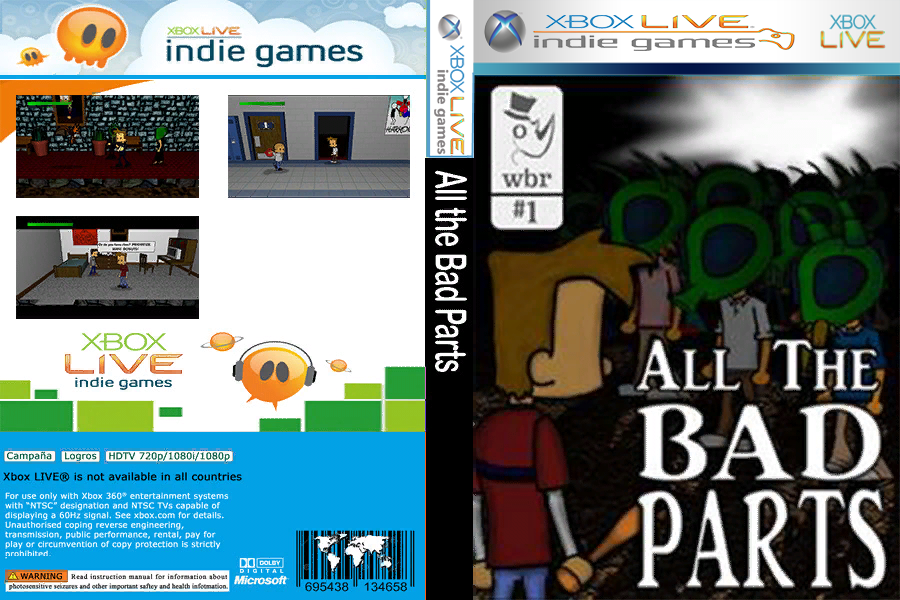 XBOX LIVE
indie games
HARRON
XBOX LIVE
indie games
Campaña
Logros
HDTV 720p/1080i/1080p
Xbox LIVE® is not available in all countries
For use only with Xbox 360® entertainment systems
with “NTSC” designation and NTSC TVs capable of
displaying a 60Hz signal. See xbox.com for details.
Unauthorised coping reverse engineering,
transmission, public performance, rental, pay for
play or circumvention of copy protection is strictly
prohibited.
WARNING Read instruction manual for information about
photosensitive seizures and other important saftey and health infotmation.
DOLBY
DIGITAL
Microsoft
695438 134658
XBOX LIVE
indie games
All the Bad Parts
XBOX LIVE
indie games
XBOX
LIVE
wbr
#1
ALL THE
BAD
PARTS